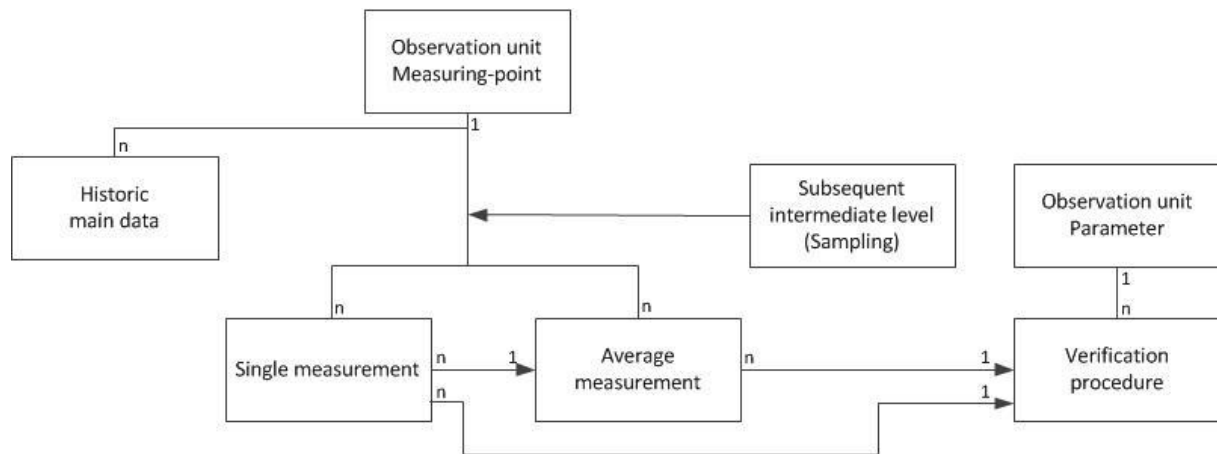 Observation unit
Measuring-point
1
n
Historic
main data
Subsequent
intermediate level
(Sampling)
Observation unit
Parameter
1
n
n
n
Single measurement
n
1
n
Average
measurement
n
1
1
Verification
procedure